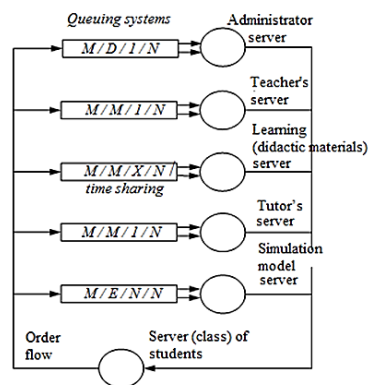 Queuing systems
Administrator
server
M / D / 1 / N
Teacher's
server
M / M / 1 / N
Learning
(didactic materials)
server
M / M / X / N /
time sharing
Tutor's
server
M / M / 1 / N
Simulation
model
server
M / E / N / N
Order
flow
Server (class) of
students